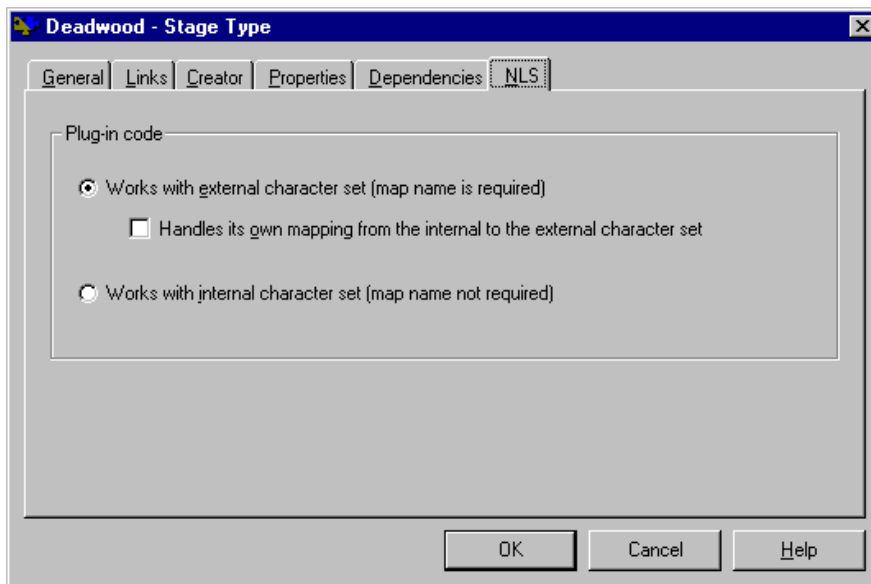 Deadwood - Stage Type
General Links Creator Properties Dependencies NLS
Plug-in code
Works with external character set (map name is required)
Handles its own mapping from the internal to the external character set
Works with internal character set (map name not required)
OK Cancel Help